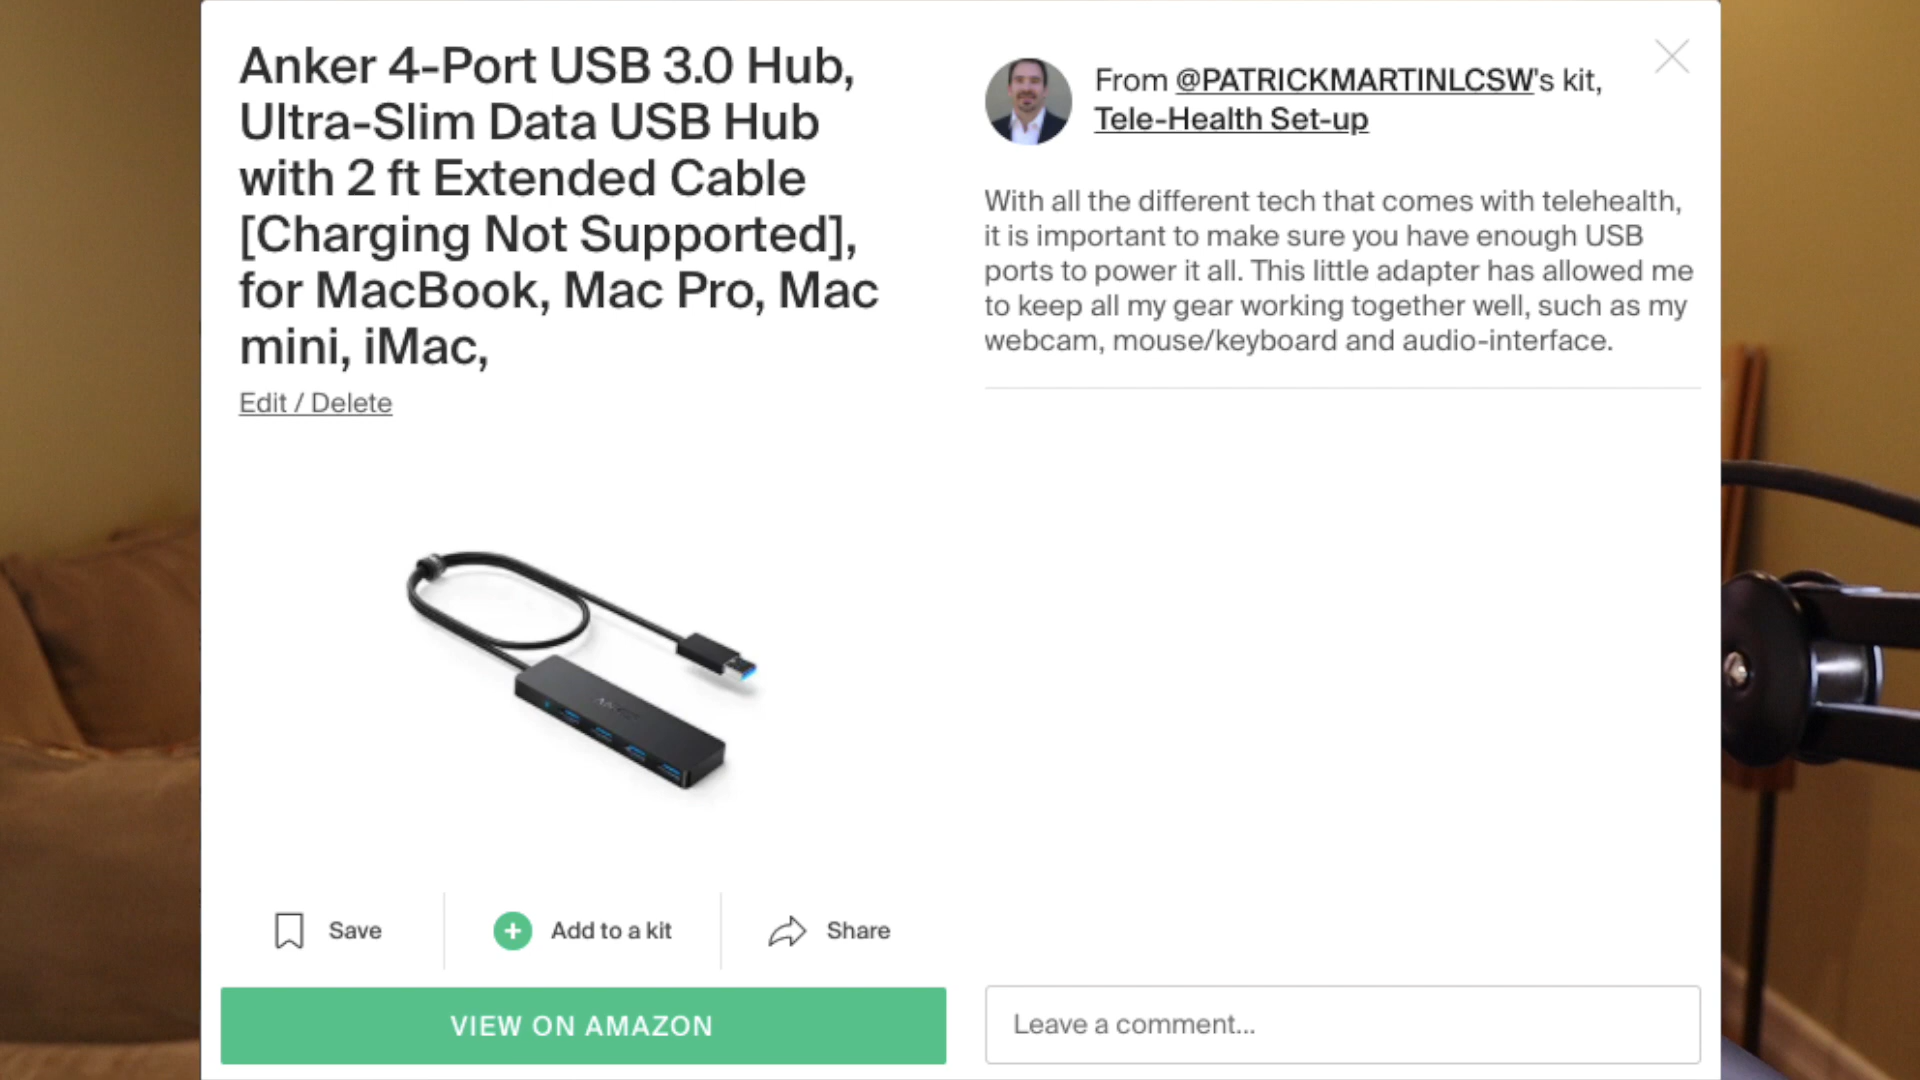 Anker 4-Port USB 3.0 Hub,
Ultra-Slim Data USB Hub
with 2 ft Extended Cable
[Charging Not Supported],
for MacBook, Mac Pro, Mac
mini, iMac,
Edit / Delete
Save
Add to a kit
Share
VIEW ON AMAZON
From @PATRICKMARTINLCSW's kit,
Tele-Health Set-up
With all the different tech that comes with telehealth,
it is important to make sure you have enough USB
ports to power it all. This little adapter has allowed me
to keep all my gear working together well, such as my
webcam, mouse/keyboard and audio-interface.
Leave a comment...